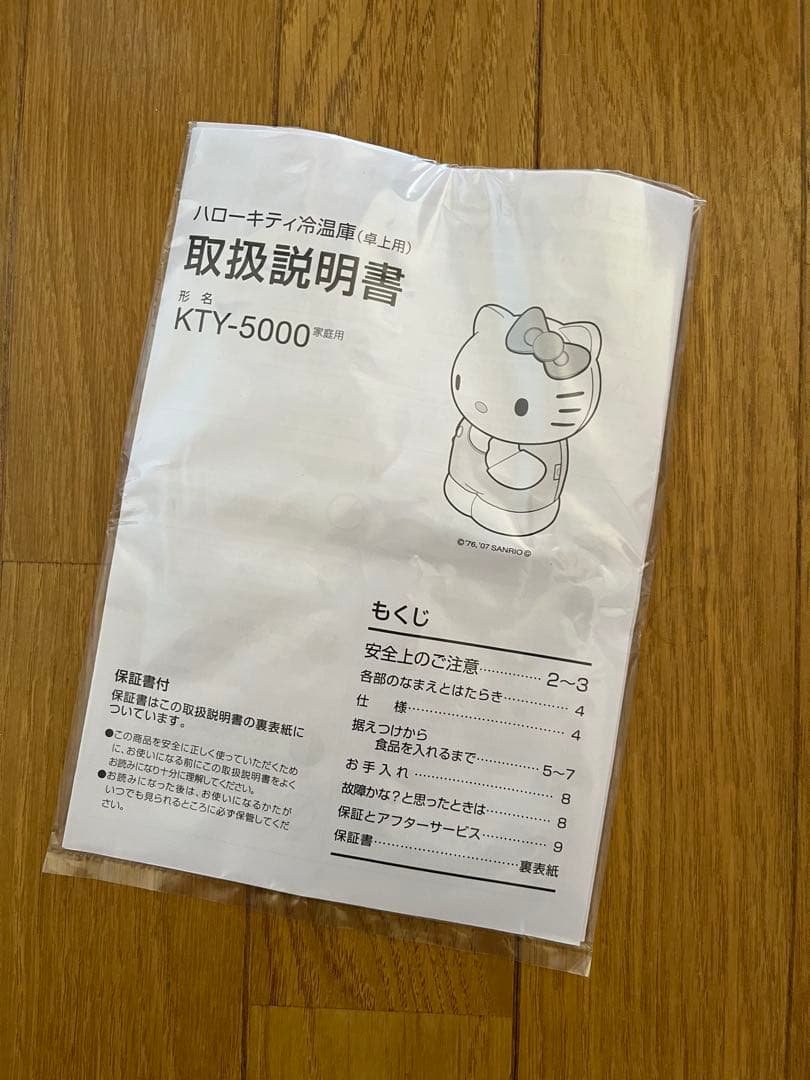 ハローキティ冷温庫(卓上用)
取扱説明書
形 名
KTY-5000 家庭用
©'76,'07 SANRIO ©
もくじ
安全上のご注意…………… 2〜3
各部のなまえとはたらき…………… 4
仕　様…………………………… 4
据えつけから
食品を入れるまで…………… 5〜7
お手入れ…………………………… 8
故障かな?と思ったときは…………… 8
保証とアフターサービス…………… 9
保証書……………………………裏表紙
保証書付
保証書はこの取扱説明書の裏表紙に
ついています。
●この商品を安全に正しく使っていただくため
に、お使いになる前にこの取扱説明書をよく
お読みになり十分に理解してください。
●お読みになった後は、お使いになるかたが
いつでも見られるところに必ず保管してくだ
さい。